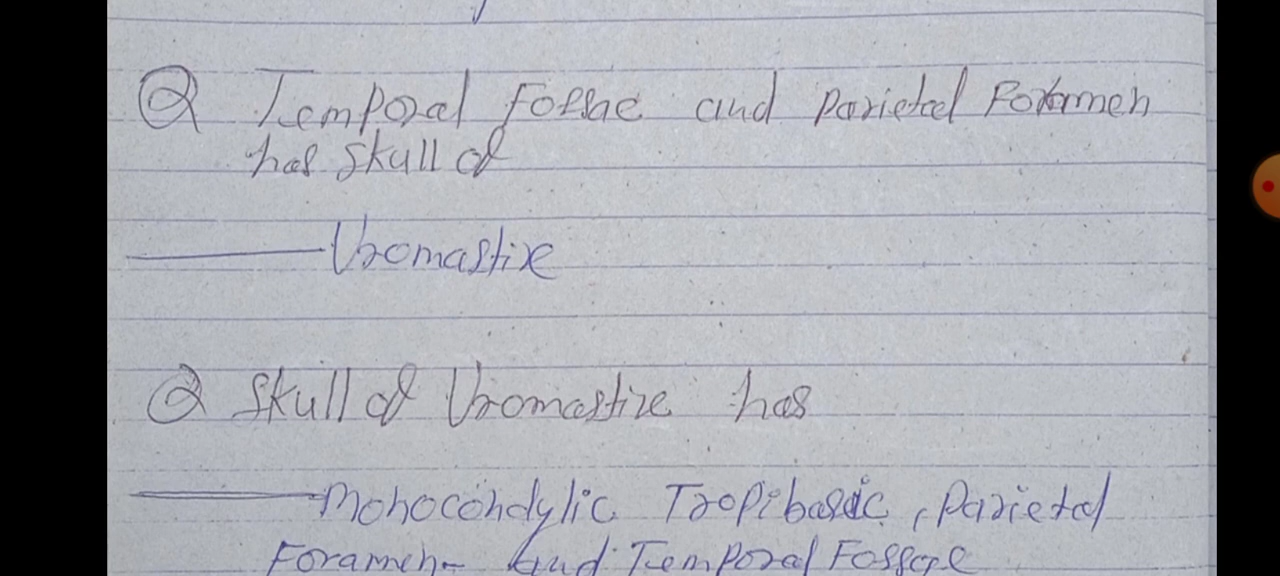 Q Temporal Fossae and Parietal Foramen
has skull of
Uromastix
Q Skull of Uromastix has
Monocondylic Tropibasic, Parietal
Foramen and Temporal Fossae